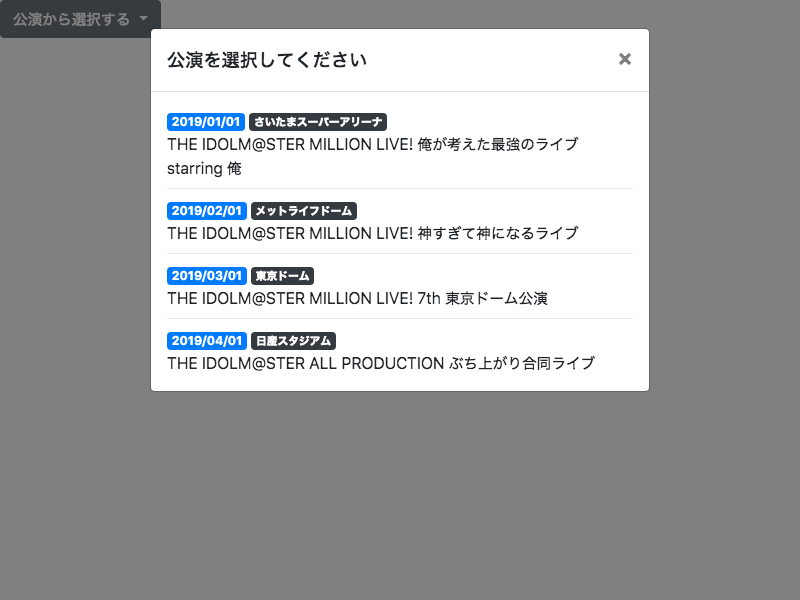 公演から選択する
公演を選択してください
×
2019/01/01 さいたまスーパーアリーナ
THE IDOLM@STER MILLION LIVE! 俺が考えた最強のライブ
starring 俺
2019/02/01 メットライフドーム
THE IDOLM@STER MILLION LIVE! 神すぎて神になるライブ
2019/03/01 東京ドーム
THE IDOLM@STER MILLION LIVE! 7th 東京ドーム公演
2019/04/01 日産スタジアム
THE IDOLM@STER ALL PRODUCTION ぶち上がり合同ライブ